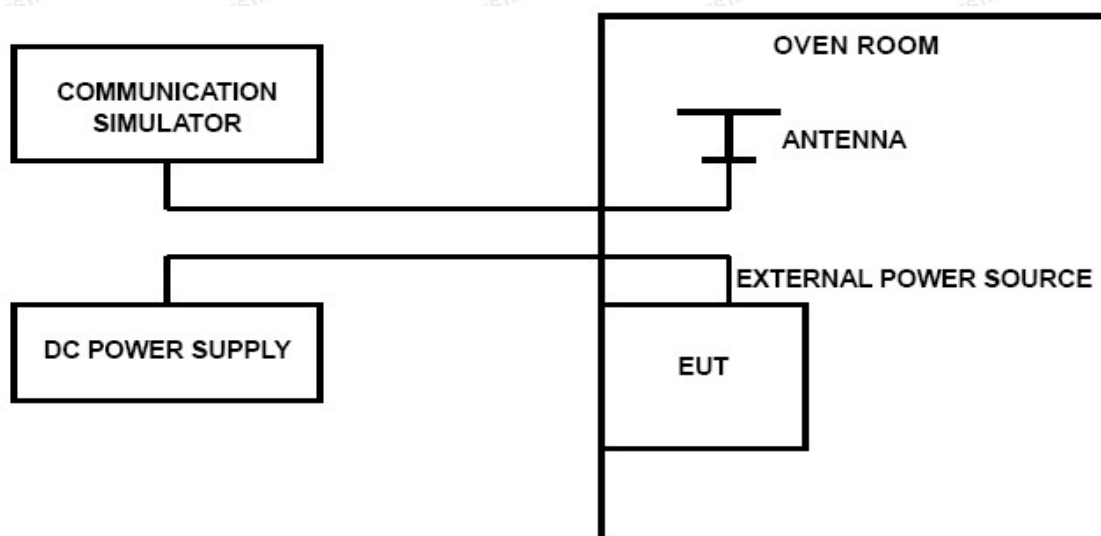 OVEN ROOM
COMMUNICATION
SIMULATOR
ANTENNA
EXTERNAL POWER SOURCE
DC POWER SUPPLY
EUT